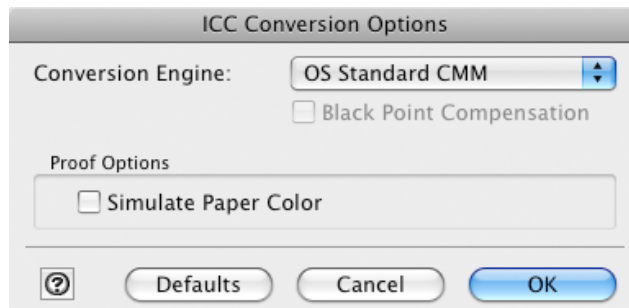 ICC Conversion Options
Conversion Engine: OS Standard CMM
Black Point Compensation
Proof Options
Simulate Paper Color
? Defaults Cancel OK